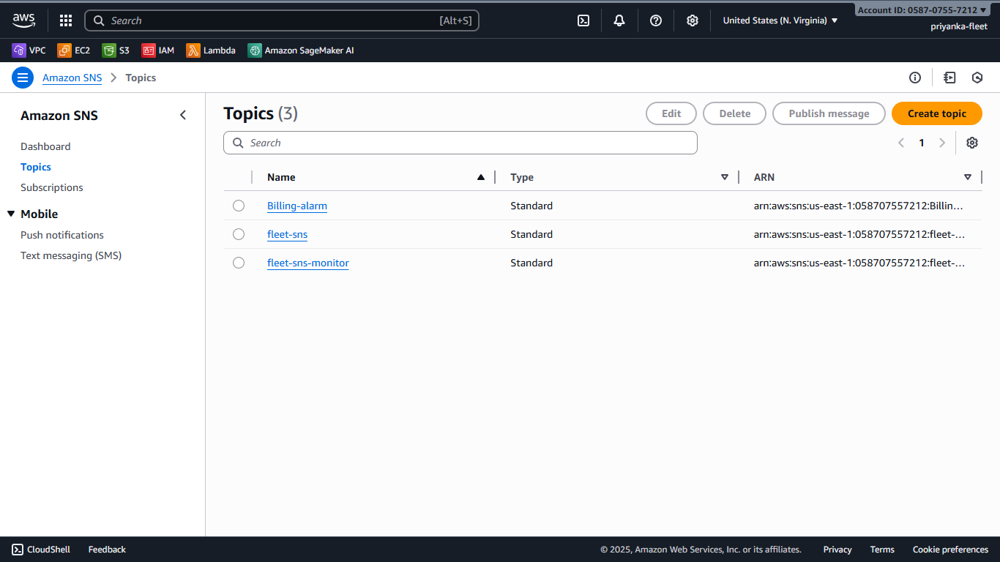 aws
Search
[Alt+S]
United States (N. Virginia)
Account ID: 0587-0755-7212
priyanka-fleet
VPC
EC2
S3
IAM
Lambda
Amazon SageMaker AI
Amazon SNS
Topics
Amazon SNS
Dashboard
Topics
Subscriptions
Mobile
Push notifications
Text messaging (SMS)
Topics (3)
Edit
Delete
Publish message
Create topic
Search
1
Name
Type
ARN
Billing-alarm
Standard
arn:aws:sns:us-east-1:058707557212:Billin...
fleet-sns
Standard
arn:aws:sns:us-east-1:058707557212:fleet-...
fleet-sns-monitor
Standard
arn:aws:sns:us-east-1:058707557212:fleet-...
CloudShell
Feedback
© 2025, Amazon Web Services, Inc. or its affiliates.
Privacy
Terms
Cookie preferences